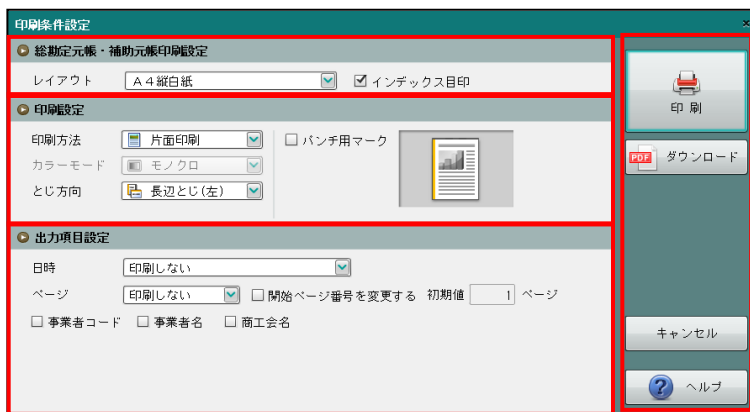 印刷条件設定
総勘定元帳・補助元帳印刷設定
レイアウト Ａ４縦白紙 インデックス目印
印刷設定
印刷方法 片面印刷 パンチ用マーク
カラーモード モノクロ
とじ方向 長辺とじ(左)
出力項目設定
日時 印刷しない
ページ 印刷しない 開始ページ番号を変更する 初期値 1 ページ
事業者コード 事業者名 商工会名
印 刷
PDF ダウンロード
キャンセル
? ヘルプ